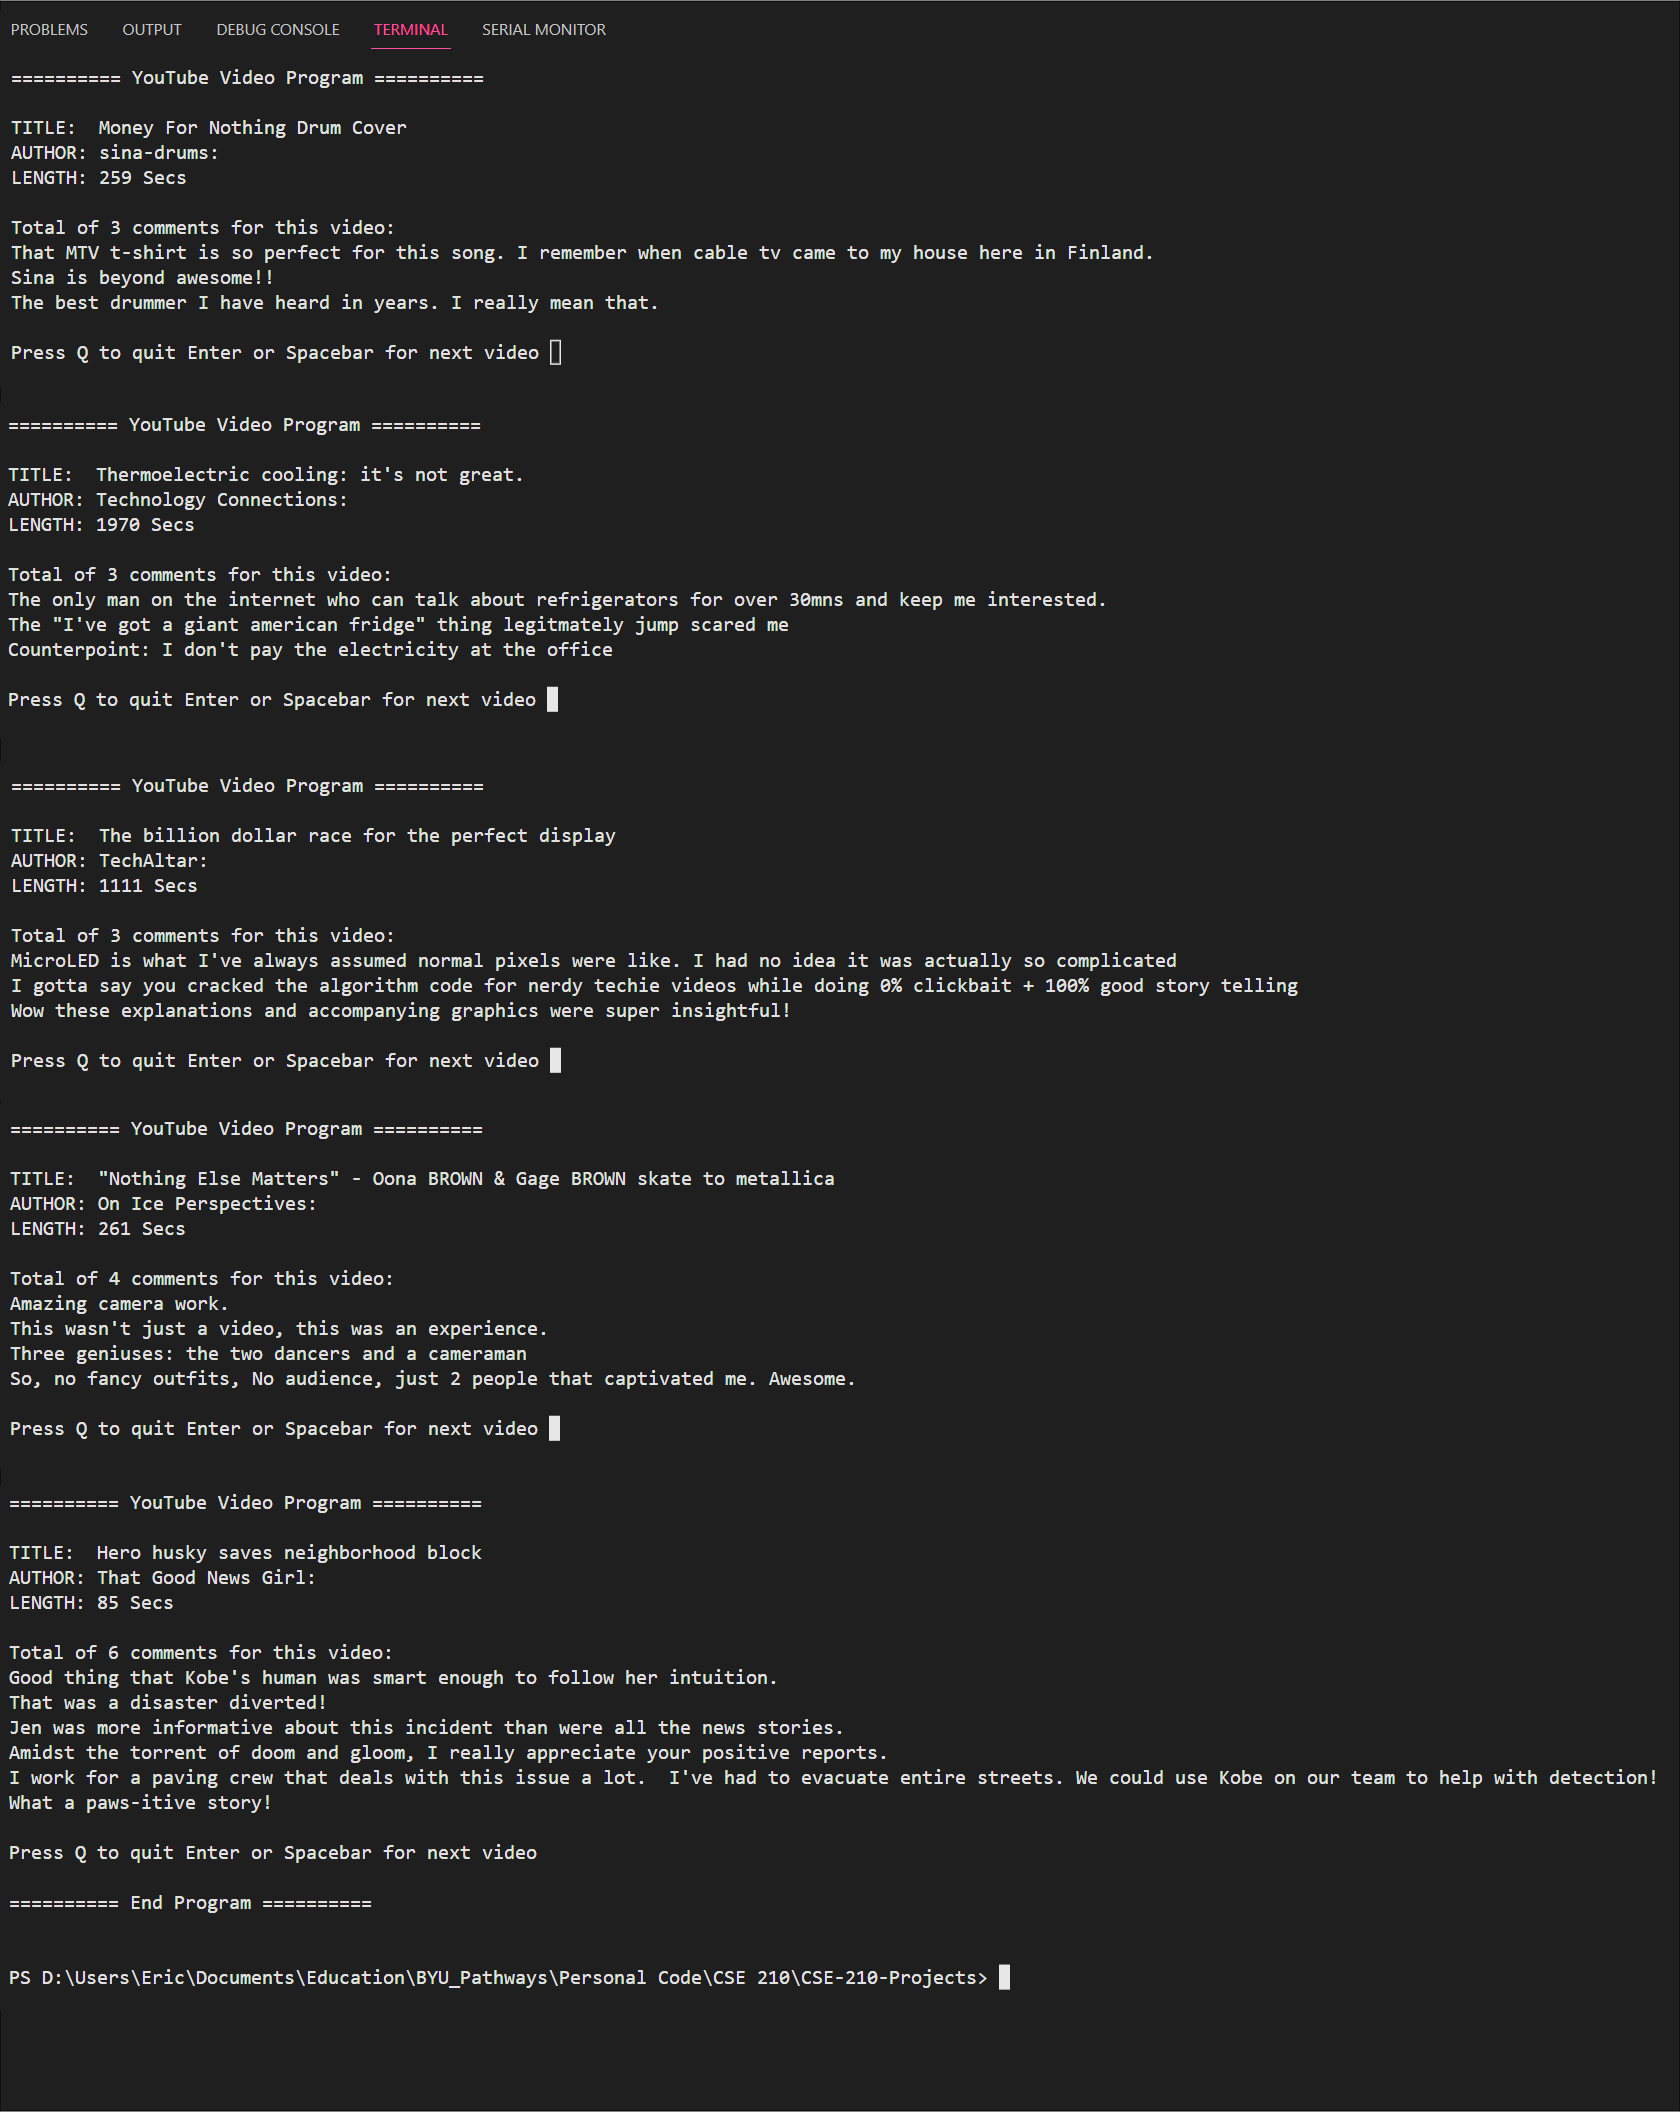 PROBLEMS OUTPUT DEBUG CONSOLE TERMINAL SERIAL MONITOR
========== YouTube Video Program ==========
TITLE:  Money For Nothing Drum Cover
AUTHOR: sina-drums:
LENGTH: 259 Secs
Total of 3 comments for this video:
That MTV t-shirt is so perfect for this song. I remember when cable tv came to my house here in Finland.
Sina is beyond awesome!!
The best drummer I have heard in years. I really mean that.
Press Q to quit Enter or Spacebar for next video
========== YouTube Video Program ==========
TITLE:  Thermoelectric cooling: it's not great.
AUTHOR: Technology Connections:
LENGTH: 1970 Secs
Total of 3 comments for this video:
The only man on the internet who can talk about refrigerators for over 30mns and keep me interested.
The "I've got a giant american fridge" thing legitmately jump scared me
Counterpoint: I don't pay the electricity at the office
Press Q to quit Enter or Spacebar for next video
========== YouTube Video Program ==========
TITLE:  The billion dollar race for the perfect display
AUTHOR: TechAltar:
LENGTH: 1111 Secs
Total of 3 comments for this video:
MicroLED is what I've always assumed normal pixels were like. I had no idea it was actually so complicated
I gotta say you cracked the algorithm code for nerdy techie videos while doing 0% clickbait + 100% good story telling
Wow these explanations and accompanying graphics were super insightful!
Press Q to quit Enter or Spacebar for next video
========== YouTube Video Program ==========
TITLE:  "Nothing Else Matters" - Oona BROWN & Gage BROWN skate to metallica
AUTHOR: On Ice Perspectives:
LENGTH: 261 Secs
Total of 4 comments for this video:
Amazing camera work.
This wasn't just a video, this was an experience.
Three geniuses: the two dancers and a cameraman
So, no fancy outfits, No audience, just 2 people that captivated me. Awesome.
Press Q to quit Enter or Spacebar for next video
========== YouTube Video Program ==========
TITLE:  Hero husky saves neighborhood block
AUTHOR: That Good News Girl:
LENGTH: 85 Secs
Total of 6 comments for this video:
Good thing that Kobe's human was smart enough to follow her intuition.
That was a disaster diverted!
Jen was more informative about this incident than were all the news stories.
Amidst the torrent of doom and gloom, I really appreciate your positive reports.
I work for a paving crew that deals with this issue a lot.  I've had to evacuate entire streets. We could use Kobe on our team to help with detection!
What a paws-itive story!
Press Q to quit Enter or Spacebar for next video
========== End Program ==========
PS D:\Users\Eric\Documents\Education\BYU_Pathways\Personal Code\CSE 210\CSE-210-Projects>